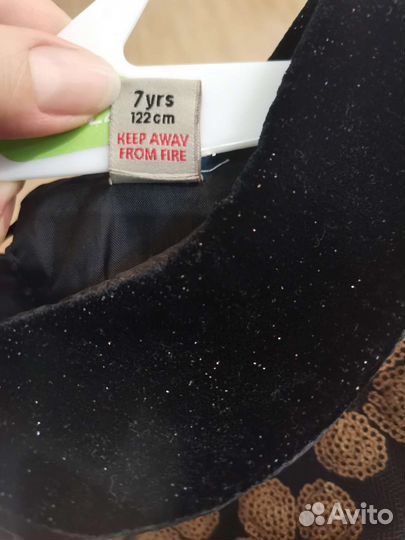 7yrs
122cm
KEEP AWAY
FROM FIRE
Avito